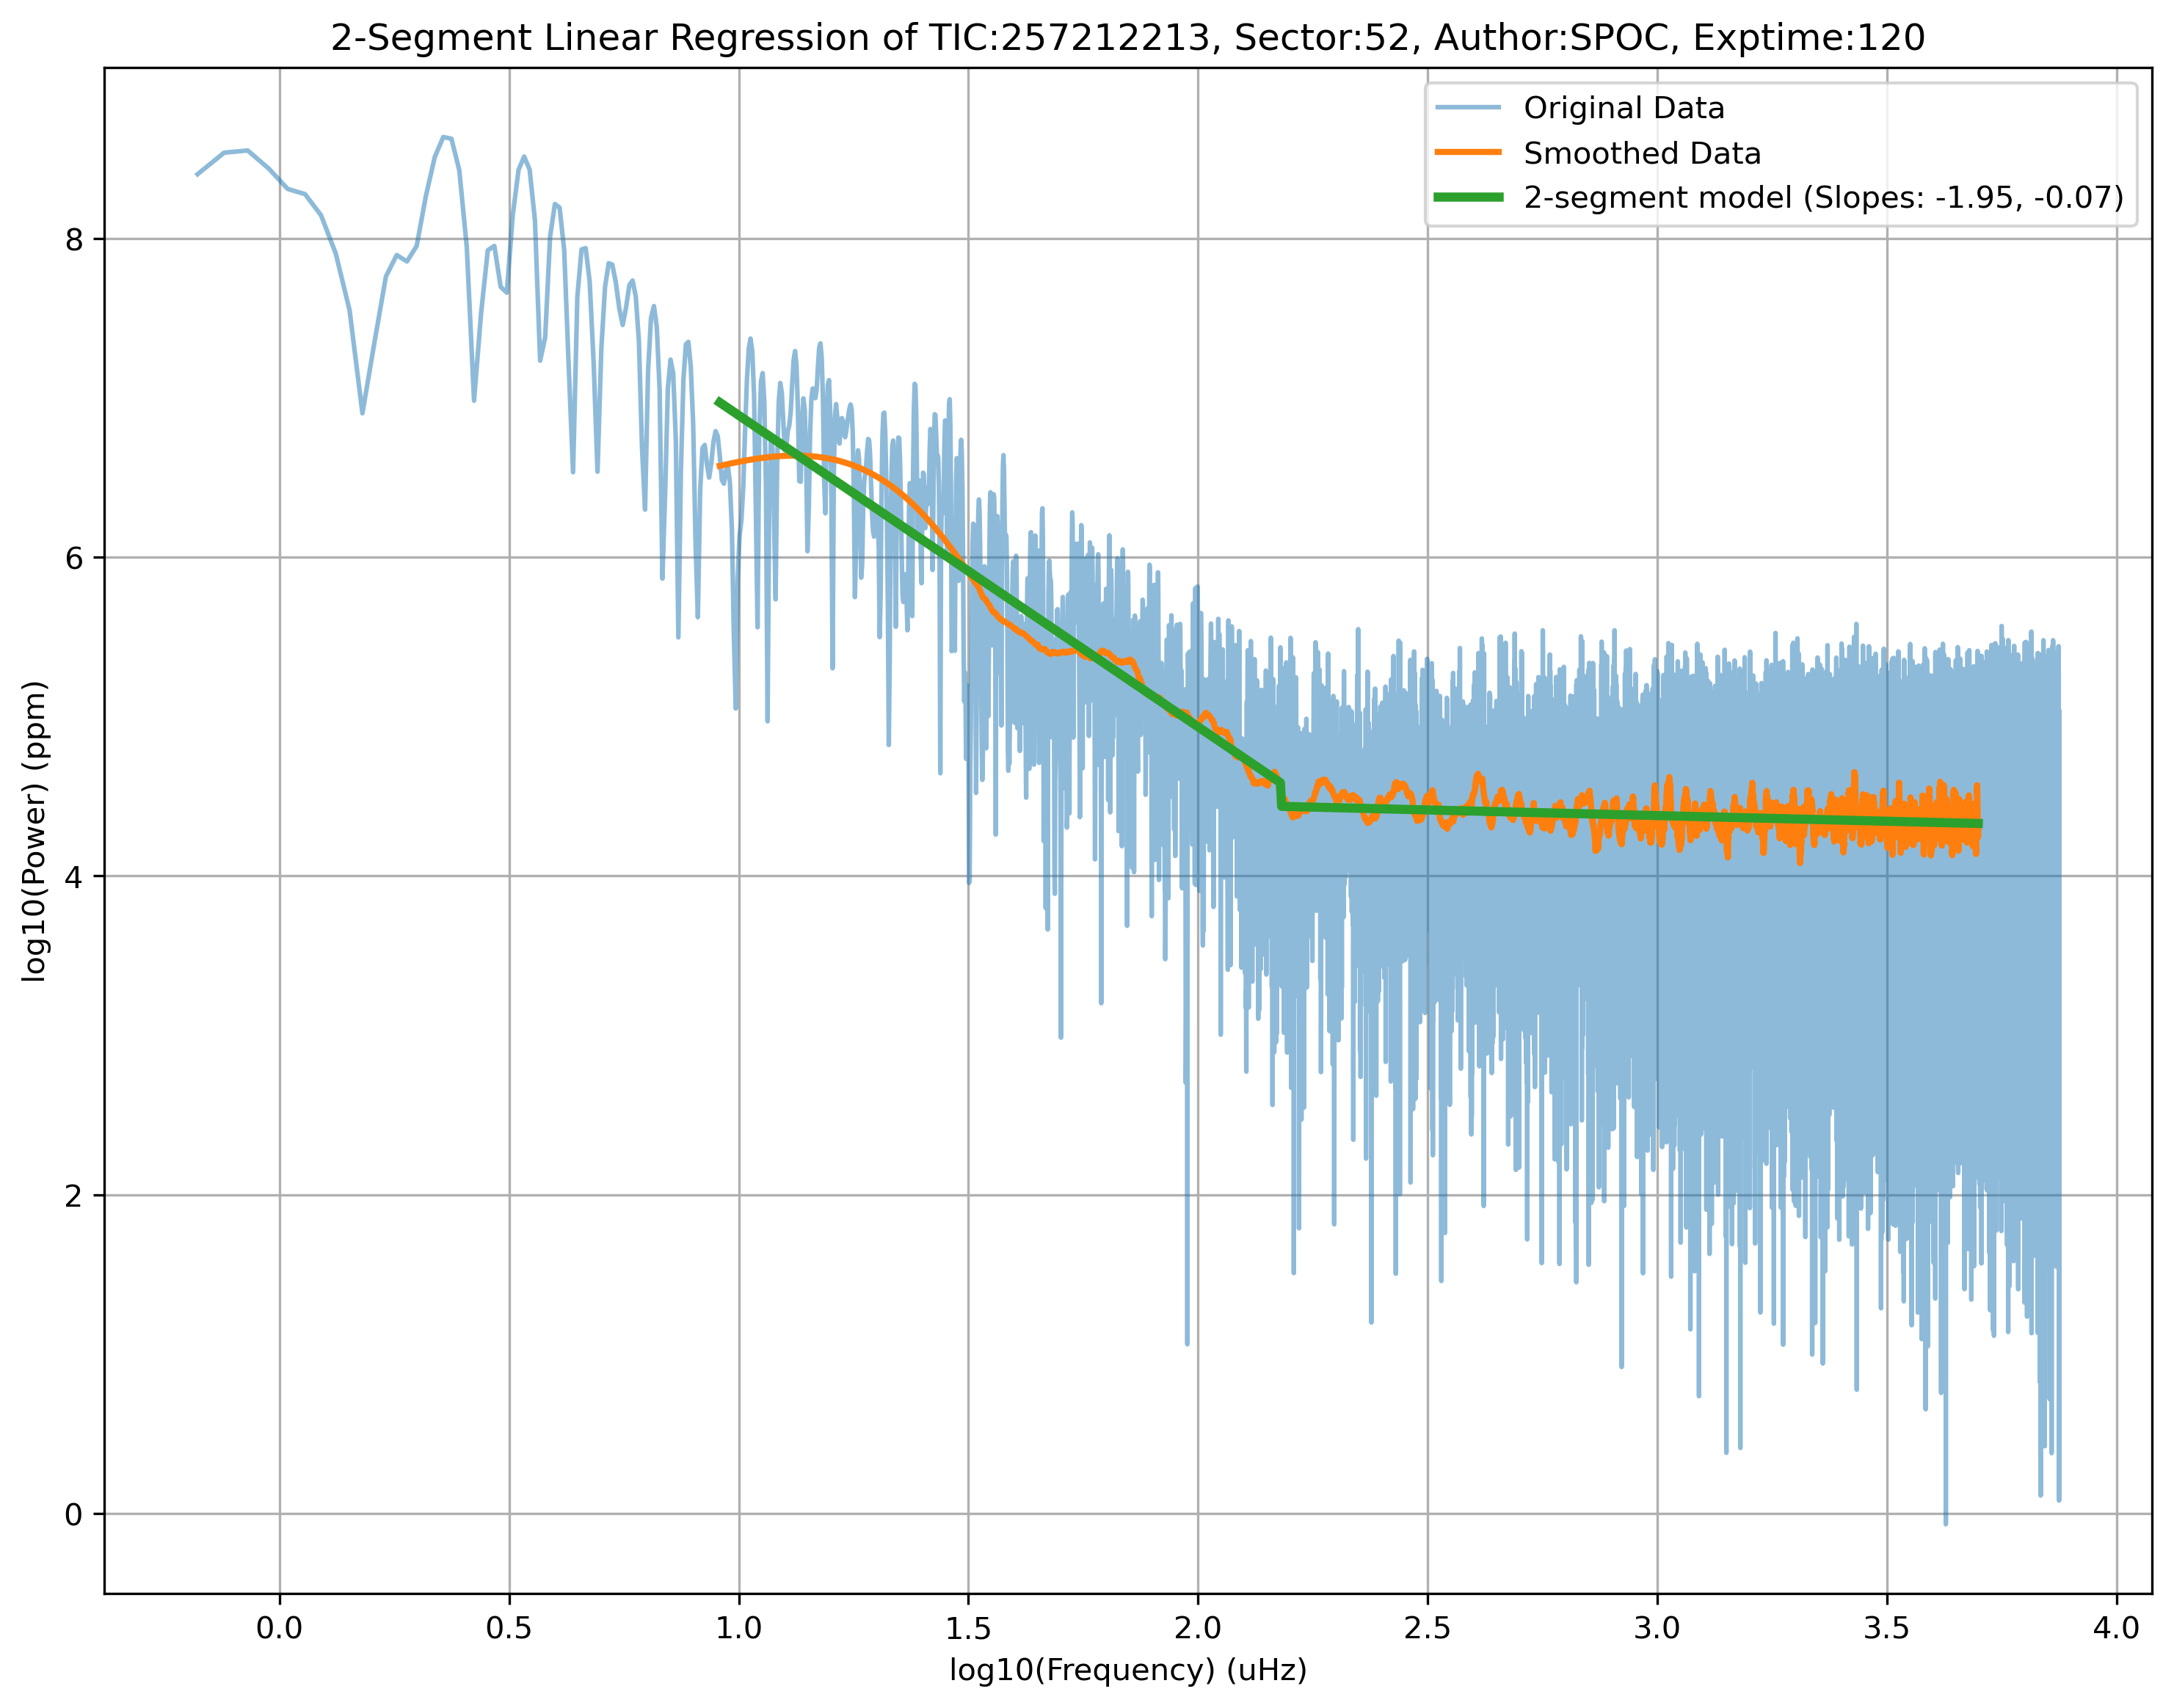 2-Segment Linear Regression of TIC:257212213, Sector:52, Author:SPOC, Exptime:120
Original Data
Smoothed Data
2-segment model (Slopes: -1.95, -0.07)
log10(Power) (ppm)
8
6
4
2
0
0.0 0.5 1.0 1.5 2.0 2.5 3.0 3.5 4.0
log10(Frequency) (uHz)